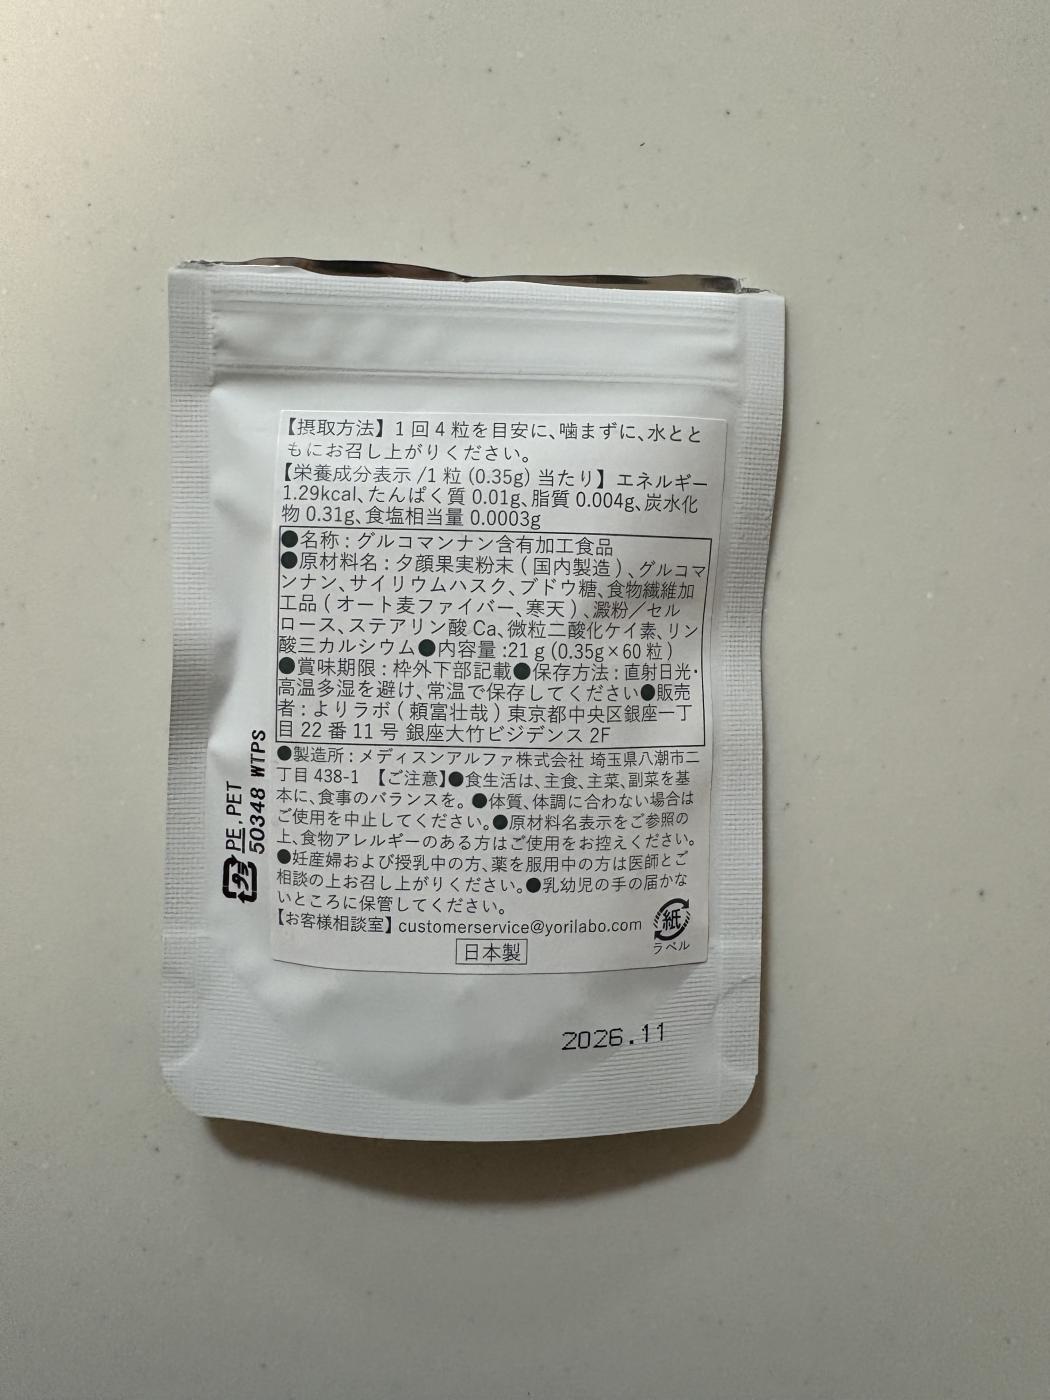 【摂取方法】1回4粒を目安に、噛まずに、水とと
もにお召し上がりください。
【栄養成分表示/1粒(0.35g)当たり】エネルギー
1.29kcal、たんぱく質0.01g、脂質0.004g、炭水化
物0.31g、食塩相当量0.0003g
●名称:グルコマンナン含有加工食品
●原材料名:夕顔果実粉末(国内製造)、グルコマ
ンナン、サイリウムハスク、ブドウ糖、食物繊維加
工品(オート麦ファイバー、寒天)、澱粉/セル
ロース、ステアリン酸Ca、微粒二酸化ケイ素、リン
酸三カルシウム●内容量:21g(0.35g×60粒)
●賞味期限:枠外下部記載●保存方法:直射日光・
高温多湿を避け、常温で保存してください●販売
者:よりラボ(頼富壮哉)東京都中央区銀座一丁
目22番11号 銀座大竹ビジデンス2F
●製造所:メディスンアルファ株式会社 埼玉県八潮市二
丁目438-1 【ご注意】●食生活は、主食、主菜、副菜を基
本に、食事のバランスを。●体質、体調に合わない場合は
ご使用を中止してください。●原材料名表示をご参照の
上、食物アレルギーのある方はご使用をお控えください。
●妊産婦および授乳中の方、薬を服用中の方は医師とご
相談の上お召し上がりください。●乳幼児の手の届かな
いところに保管してください。
【お客様相談室】customerservice@yorilabo.com
紙
ラベル
日本製
プラ
PE, PET
50348 WTPS
2026.11